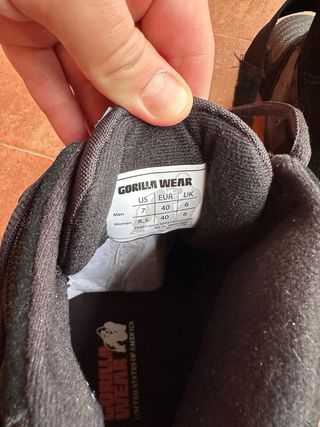 GORILLA WEAR
US EUR UK
Men 7 40 6
Women 8,5 40 6
GORILLA
WEAR
UNITED STATES OF AMERICA